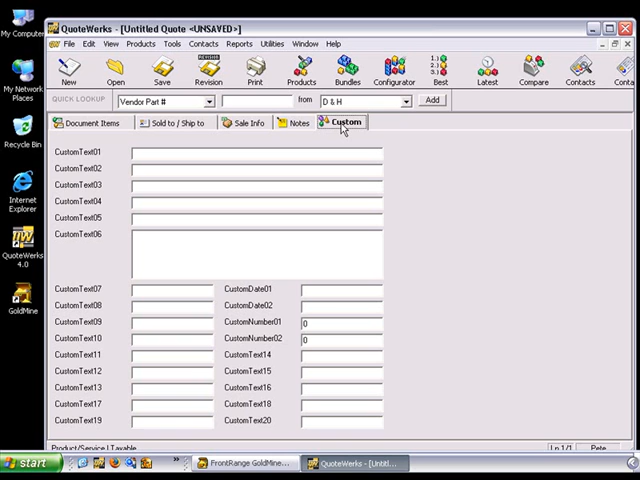 My Computer
My Network Places
Recycle Bin
Internet Explorer
QuoteWerks 4.0
GoldMine
QuoteWerks - [Untitled Quote <UNSAVED>]
File Edit View Products Tools Contacts Reports Utilities Window Help
REVISION
1.)
2.)
3.)
New Open Save Revision Print Products Bundles Configurator Best Latest Compare Contacts Conta
QUICK LOOKUP Vendor Part # from D & H Add
Document Items Sold to / Ship to Sale Info Notes Custom
CustomText01
CustomText02
CustomText03
CustomText04
CustomText05
CustomText06
CustomText07 CustomDate01
CustomText08 CustomDate02
CustomText09 CustomNumber01 0
CustomText10 CustomNumber02 0
CustomText11 CustomText14
CustomText12 CustomText15
CustomText13 CustomText16
CustomText17 CustomText18
CustomText19 CustomText20
Product/Service | Taxable Ln 1/1 Pete
start » FrontRange GoldMine... QuoteWerks - [Untitl...